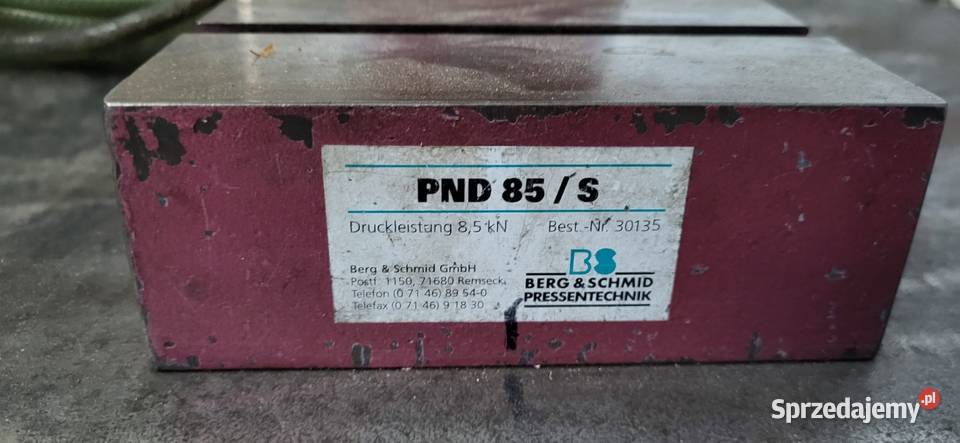 PND 85 / S
Druckleistung 8,5 kN Best.-Nr. 30135
Berg & Schmid GmbH
Postf. 1150, 71680 Remseck
Telefon (0 71 46) 89 54-0
Telefax (0 71 46) 9 18 30
BS
BERG & SCHMID
PRESSENTECHNIK
Sprzedajemy.pl